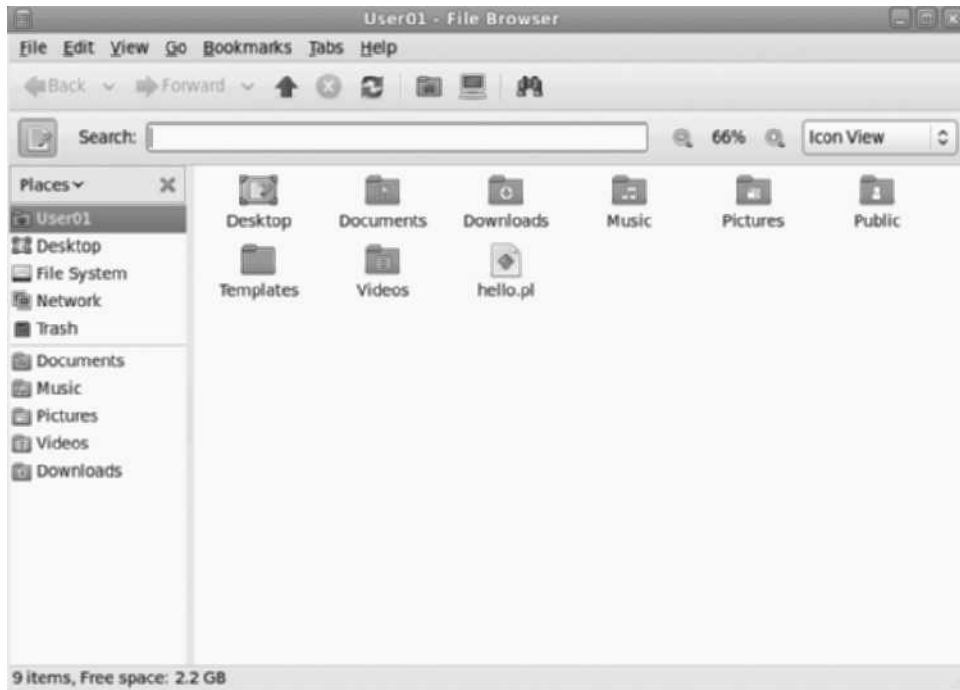 User01 - File Browser
File Edit View Go Bookmarks Tabs Help
Back Forward
Search: 66% Icon View
Places
User01
Desktop
File System
Network
Trash
Documents
Music
Pictures
Videos
Downloads
Desktop Documents Downloads Music Pictures Public
Templates Videos hello.pl
9 items, Free space: 2.2 GB